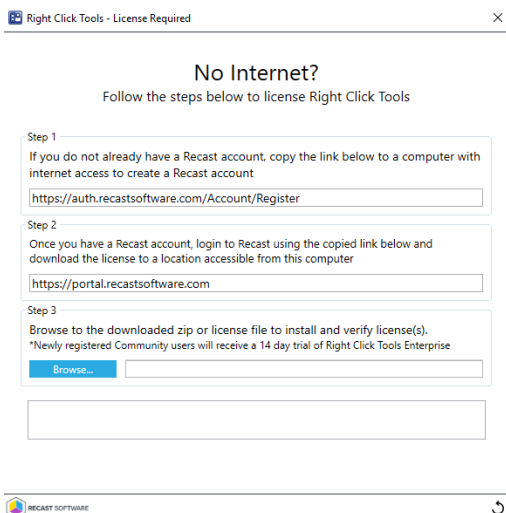 Right Click Tools - License Required
No Internet?
Follow the steps below to license Right Click Tools
Step 1
If you do not already have a Recast account, copy the link below to a computer with
internet access to create a Recast account
https://auth.recastsoftware.com/Account/Register
Step 2
Once you have a Recast account, login to Recast using the copied link below and
download the license to a location accessible from this computer
https://portal.recastsoftware.com
Step 3
Browse to the downloaded zip or license file to install and verify license(s).
*Newly registered Community users will receive a 14 day trial of Right Click Tools Enterprise
Browse...
RECAST SOFTWARE